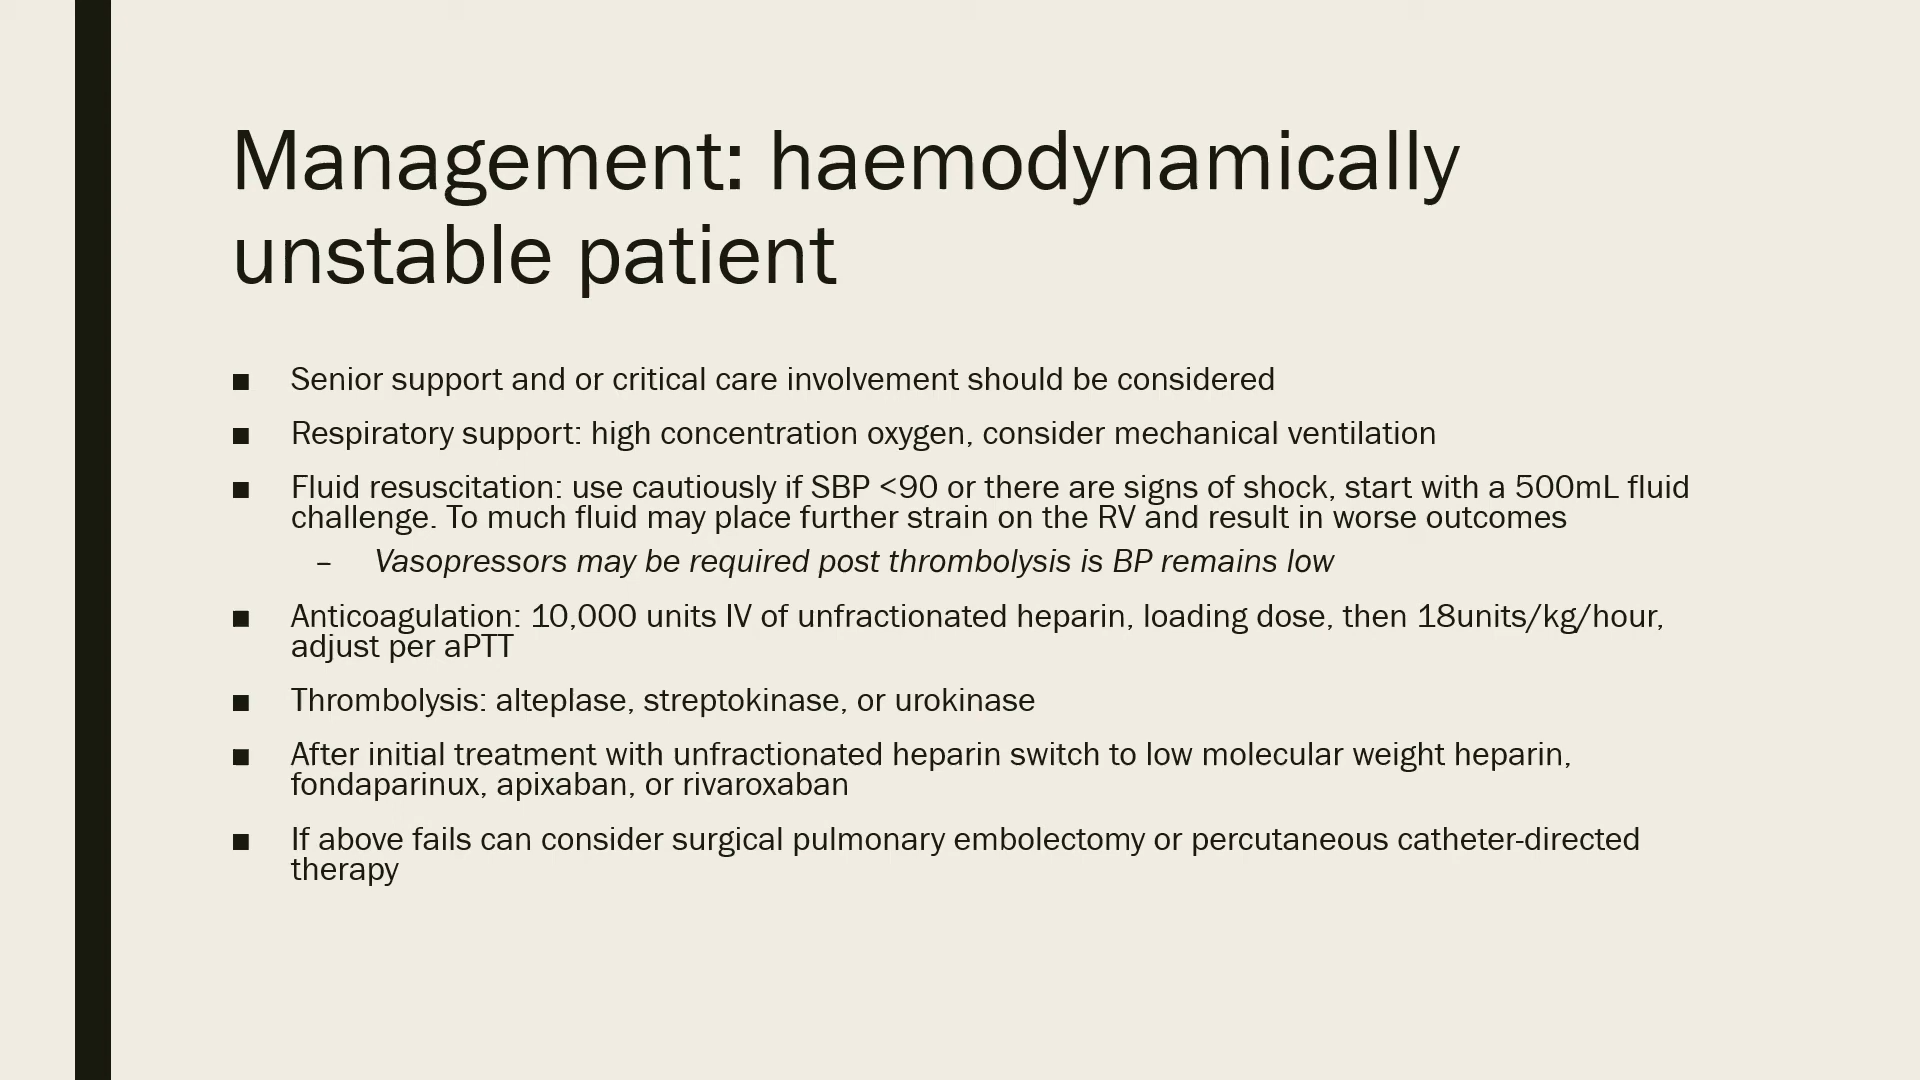 Management: haemodynamically
unstable patient
■ Senior support and or critical care involvement should be considered
■ Respiratory support: high concentration oxygen, consider mechanical ventilation
■ Fluid resuscitation: use cautiously if SBP <90 or there are signs of shock, start with a 500mL fluid
challenge. To much fluid may place further strain on the RV and result in worse outcomes
– Vasopressors may be required post thrombolysis is BP remains low
■ Anticoagulation: 10,000 units IV of unfractionated heparin, loading dose, then 18units/kg/hour,
adjust per aPTT
■ Thrombolysis: alteplase, streptokinase, or urokinase
■ After initial treatment with unfractionated heparin switch to low molecular weight heparin,
fondaparinux, apixaban, or rivaroxaban
■ If above fails can consider surgical pulmonary embolectomy or percutaneous catheter-directed
therapy